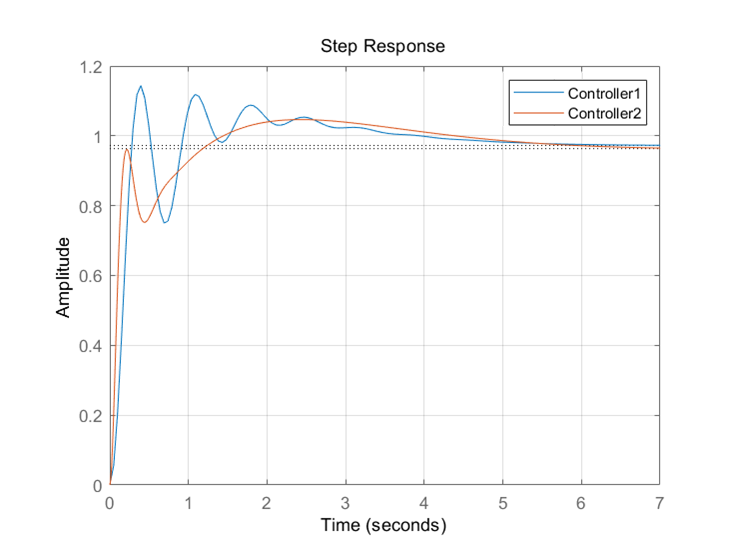 Step Response
1.2
1
0.8
0.6
0.4
0.2
0
Amplitude
Controller1
Controller2
0 1 2 3 4 5 6 7
Time (seconds)